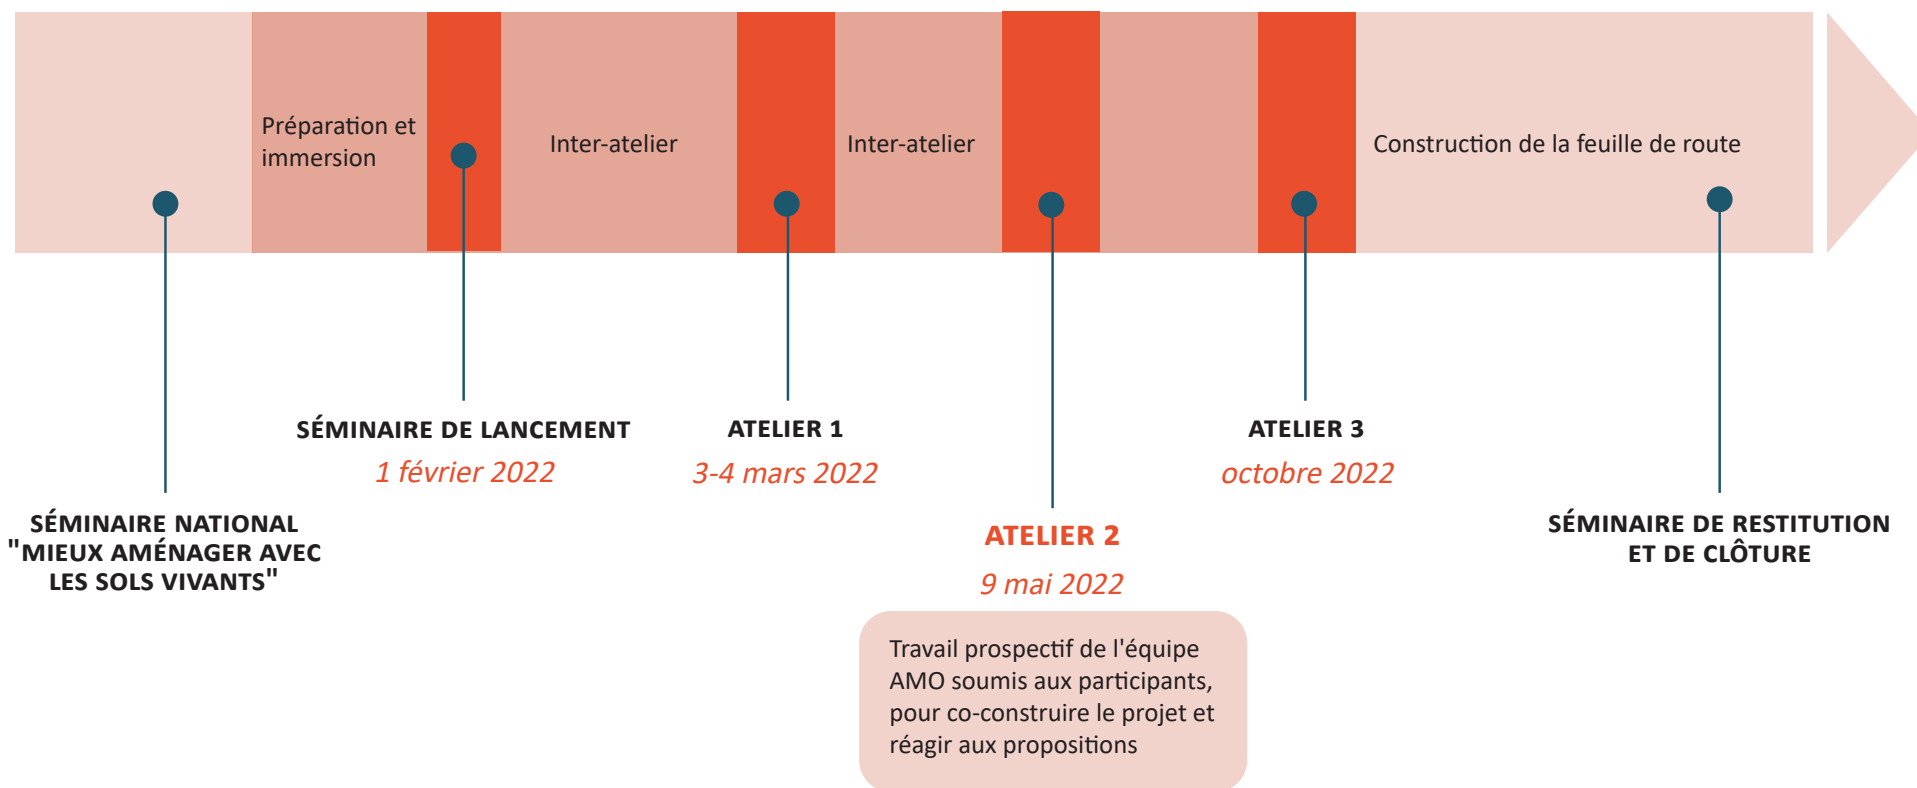 Préparation et
immersion
Inter-atelier
Inter-atelier
Construction de la feuille de route
SÉMINAIRE NATIONAL
"MIEUX AMÉNAGER AVEC
LES SOLS VIVANTS"
SÉMINAIRE DE LANCEMENT
1 février 2022
ATELIER 1
3-4 mars 2022
ATELIER 2
9 mai 2022
Travail prospectif de l'équipe
AMO soumis aux participants,
pour co-construire le projet et
réagir aux propositions
ATELIER 3
octobre 2022
SÉMINAIRE DE RESTITUTION
ET DE CLÔTURE